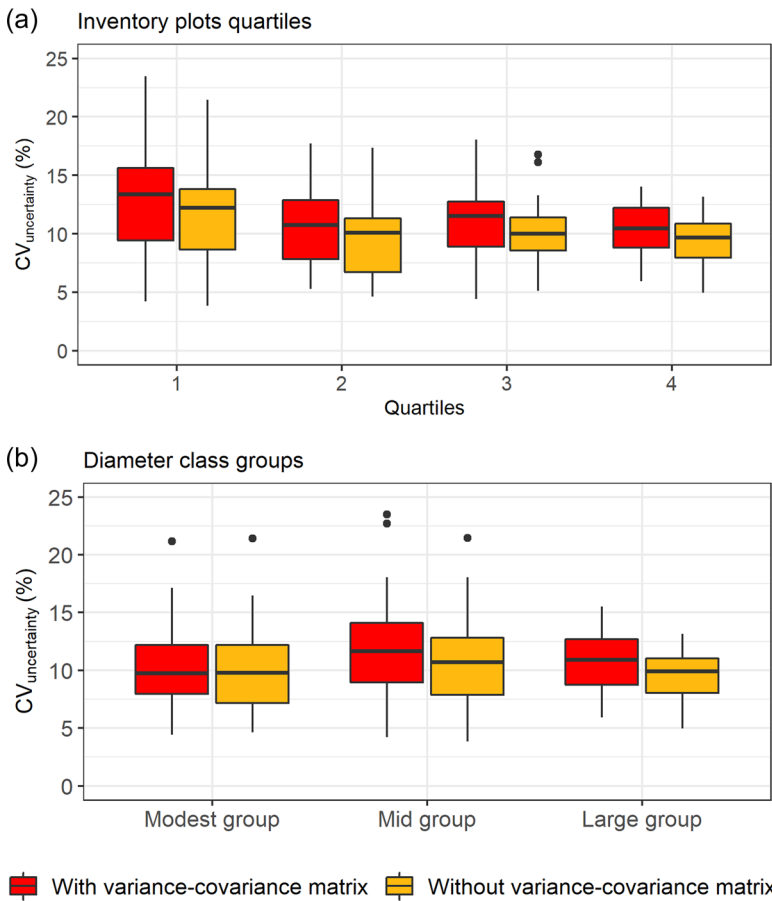 (a) Inventory plots quartiles
CVuncertainty (%)
25
20
15
10
5
0
1 2 3 4
Quartiles
(b) Diameter class groups
CVuncertainty (%)
25
20
15
10
5
0
Modest group Mid group Large group
With variance-covariance matrix Without variance-covariance matrix